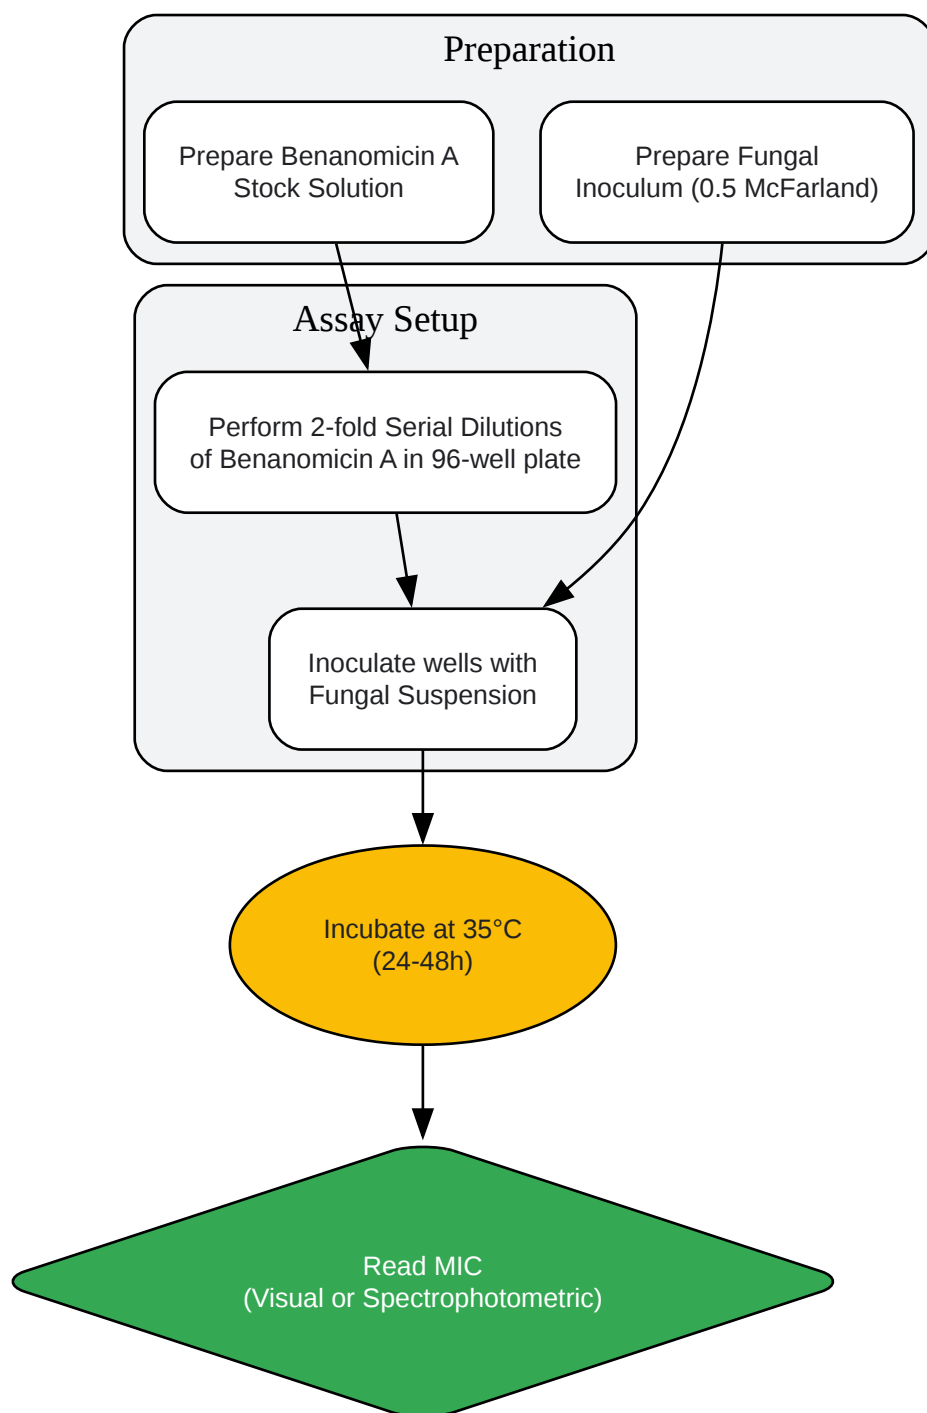 Preparation
Prepare Benanomicin A
Stock Solution
Prepare Fungal
Inoculum (0.5 McFarland)
Assay Setup
Perform 2-fold Serial Dilutions
of Benanomicin A in 96-well plate
Inoculate wells with
Fungal Suspension
Incubate at 35°C
(24-48h)
Read MIC
(Visual or Spectrophotometric)